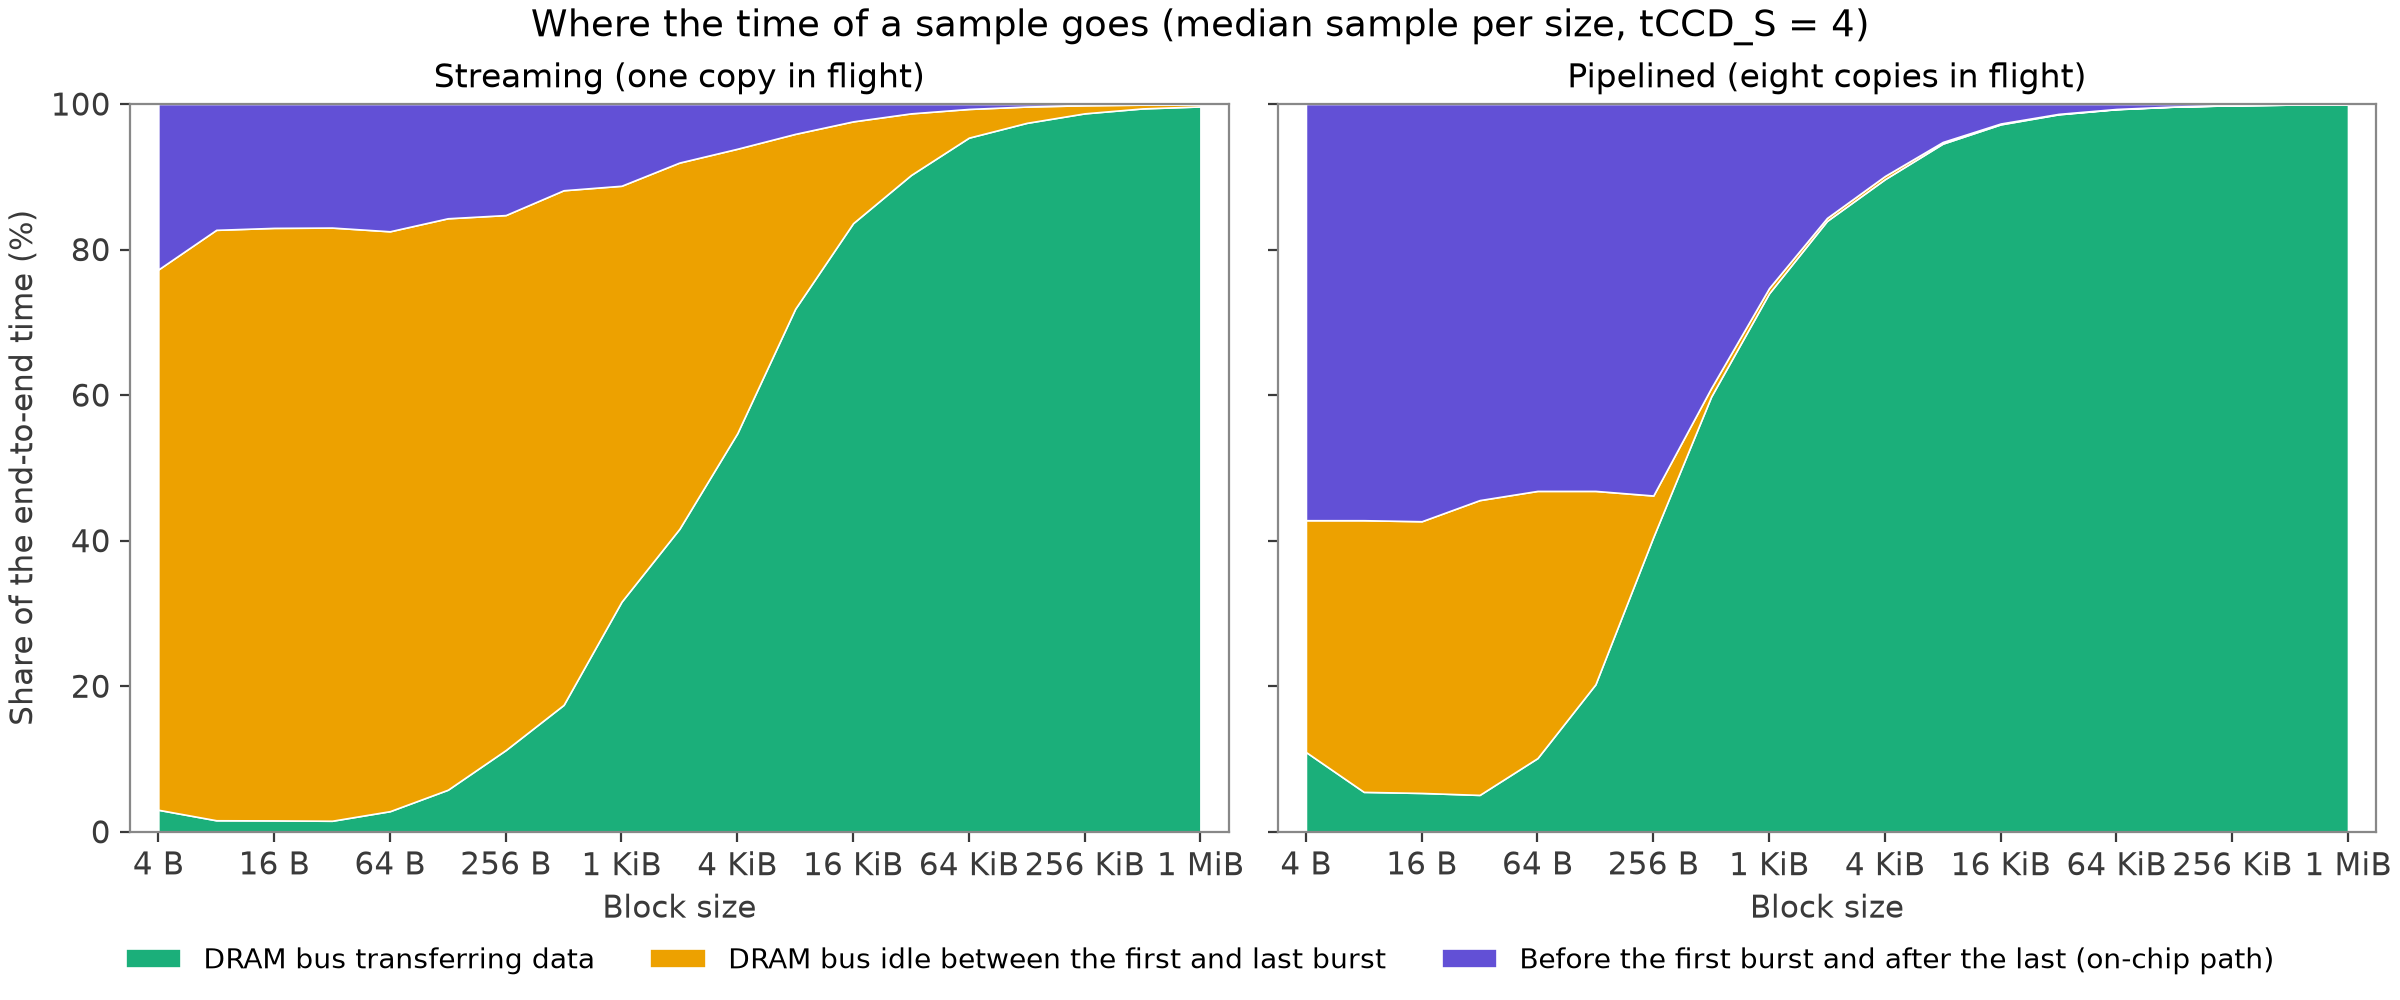 Where the time of a sample goes (median sample per size, tCCD_S = 4)
Streaming (one copy in flight)
Pipelined (eight copies in flight)
Share of the end-to-end time (%)
100
80
60
40
20
0
4 B 16 B 64 B 256 B 1 KiB 4 KiB 16 KiB 64 KiB 256 KiB 1 MiB
Block size
4 B 16 B 64 B 256 B 1 KiB 4 KiB 16 KiB 64 KiB 256 KiB 1 MiB
Block size
DRAM bus transferring data
DRAM bus idle between the first and last burst
Before the first burst and after the last (on-chip path)